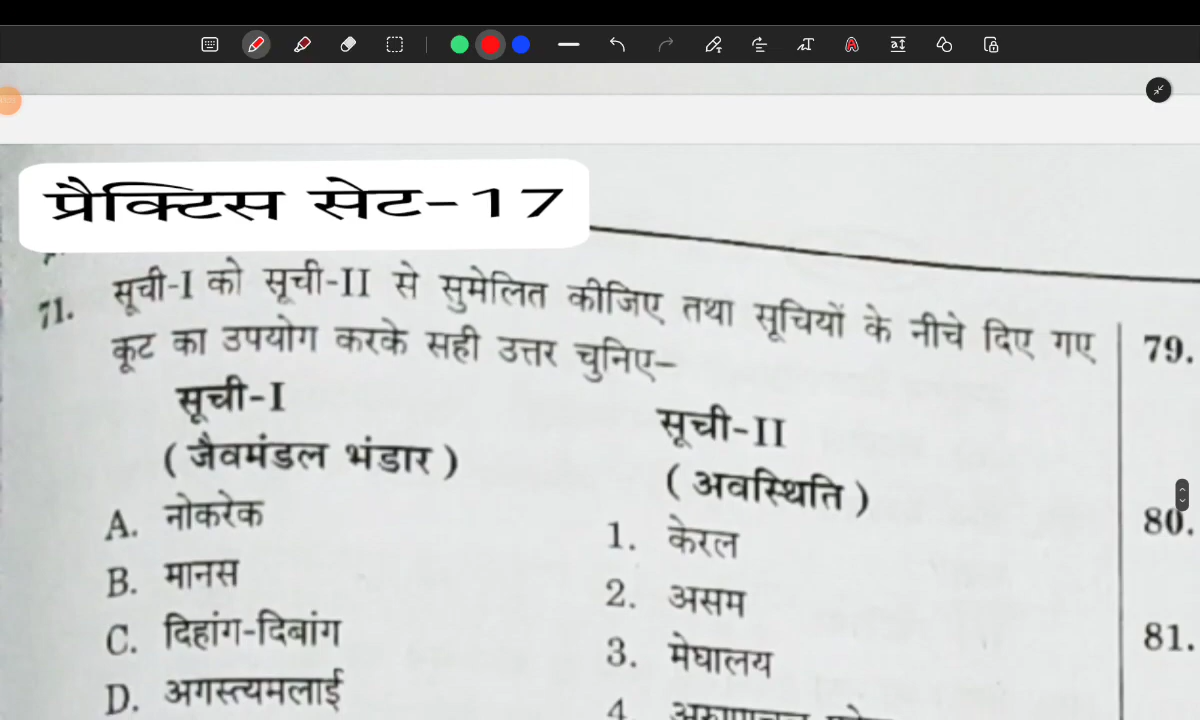 प्रैक्टिस सेट-17
71. सूची-I को सूची-II से सुमेलित कीजिए तथा सूचियों के नीचे दिए गए
कूट का उपयोग करके सही उत्तर चुनिए–
सूची-I
(जैवमंडल भंडार)
A. नोकरेक
B. मानस
C. दिहांग-दिबांग
D. अगस्त्यमलाई
सूची-II
(अवस्थिति)
1. केरल
2. असम
3. मेघालय
4.
79.
80.
81.